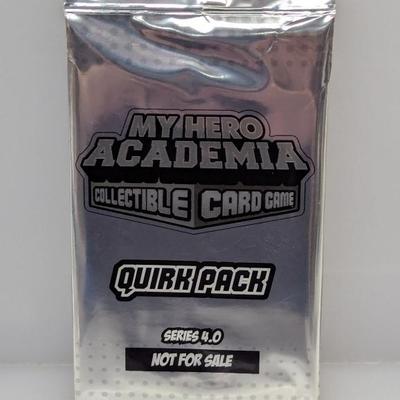 MY HERO
ACADEMIA
COLLECTIBLE CARD GAME
QUIRK PACK
SERIES 4.0
NOT FOR SALE